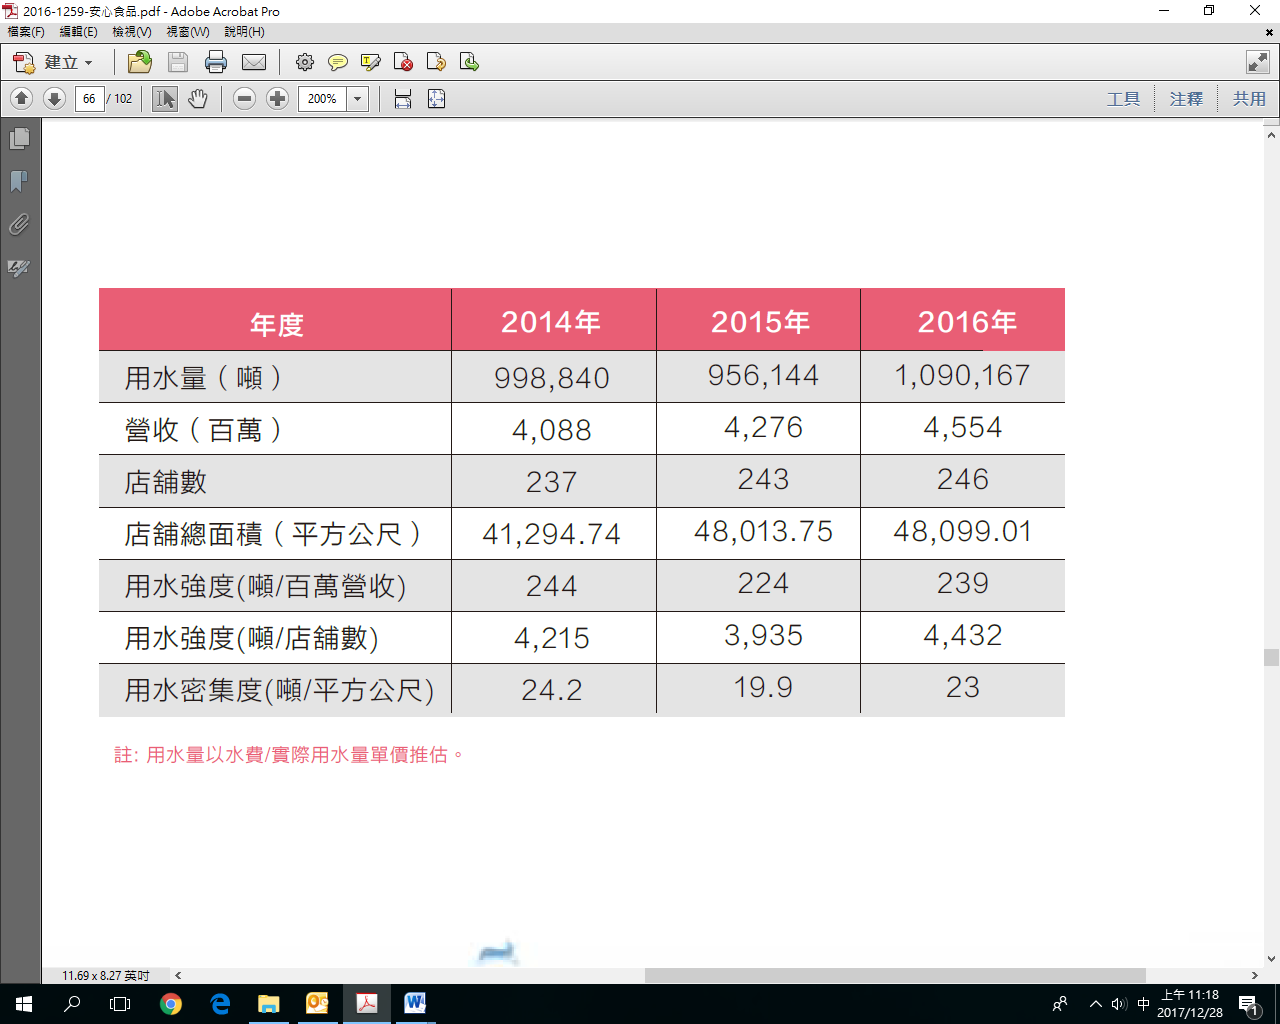 2016-1259-安心食品.pdf - Adobe Acrobat Pro
檔案(F) 編輯(E) 檢視(V) 視窗(W) 說明(H)
建立
66 / 102 200% 工具 注釋 共用
年度 2014年 2015年 2016年
用水量（噸） 998,840 956,144 1,090,167
營收（百萬） 4,088 4,276 4,554
店舖數 237 243 246
店舖總面積（平方公尺） 41,294.74 48,013.75 48,099.01
用水強度(噸/百萬營收) 244 224 239
用水強度(噸/店舖數) 4,215 3,935 4,432
用水密集度(噸/平方公尺) 24.2 19.9 23
註: 用水量以水費/實際用水量單價推估。
11.69 x 8.27 英吋
中 上午 11:18
2017/12/28 1